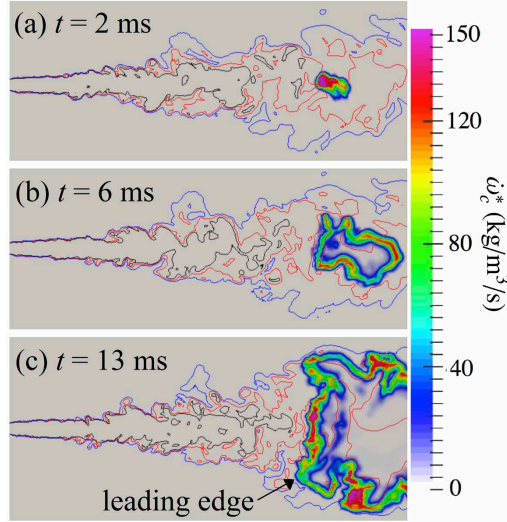 (a) t = 2 ms
(b) t = 6 ms
(c) t = 13 ms
leading edge
150
120
80
40
0
ω̇c* (kg/m³/s)